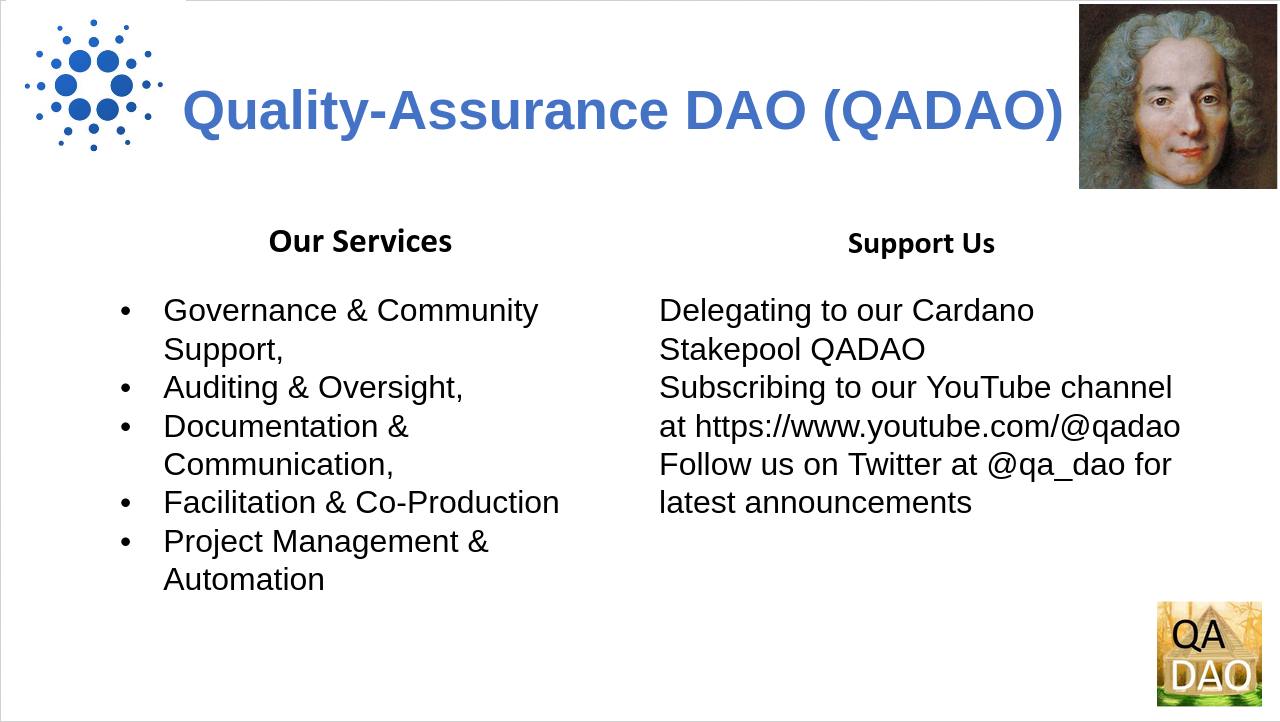 Quality-Assurance DAO (QADAO)
Our Services
• Governance & Community
Support,
• Auditing & Oversight,
• Documentation &
Communication,
• Facilitation & Co-Production
• Project Management &
Automation
Support Us
Delegating to our Cardano
Stakepool QADAO
Subscribing to our YouTube channel
at https://www.youtube.com/@qadao
Follow us on Twitter at @qa_dao for
latest announcements
QA
DAO